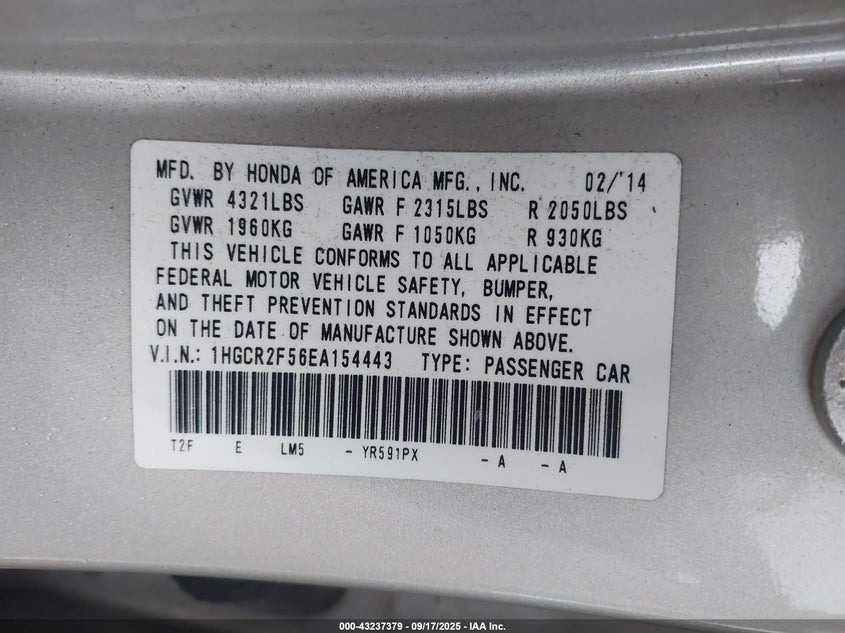 MFD. BY HONDA OF AMERICA MFG., INC. 02/'14
GVWR 4321LBS GAWR F 2315LBS R 2050LBS
GVWR 1960KG GAWR F 1050KG R 930KG
THIS VEHICLE CONFORMS TO ALL APPLICABLE
FEDERAL MOTOR VEHICLE SAFETY, BUMPER,
AND THEFT PREVENTION STANDARDS IN EFFECT
ON THE DATE OF MANUFACTURE SHOWN ABOVE.
V.I.N.: 1HGCR2F56EA154443 TYPE: PASSENGER CAR
T2F E LM5 - YR591PX - A - A
000-43237379 - 09/17/2025 - IAA Inc.